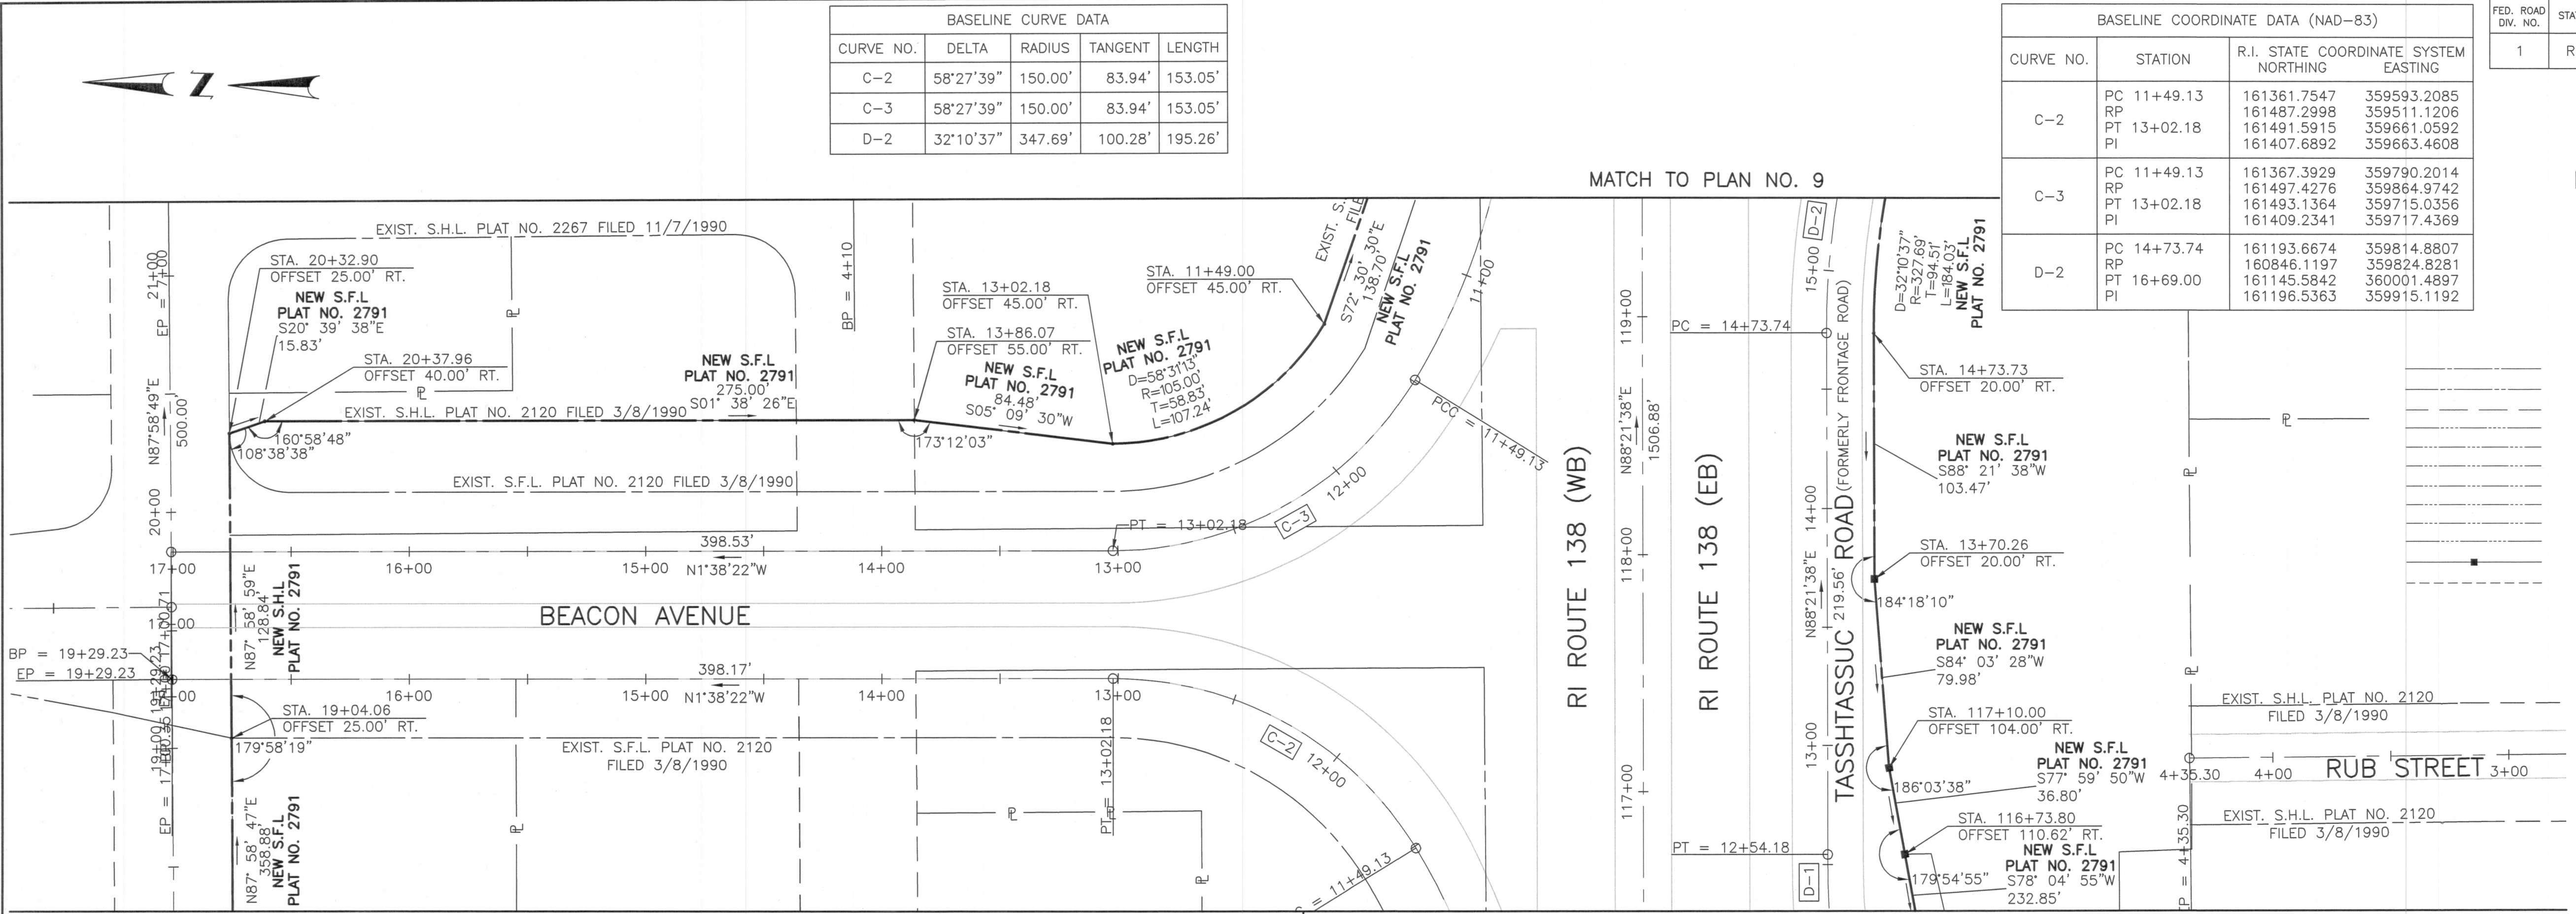 BASELINE CURVE DATA
CURVE NO. DELTA RADIUS TANGENT LENGTH
C-2 58°27'39" 150.00' 83.94' 153.05'
C-3 58°27'39" 150.00' 83.94' 153.05'
D-2 32°10'37" 347.69' 100.28' 195.26'
BASELINE COORDINATE DATA (NAD-83)
CURVE NO. STATION R.I. STATE COORDINATE SYSTEM
NORTHING EASTING
C-2
PC 11+49.13 161361.7547 359593.2085
RP 161487.2998 359511.1206
PT 13+02.18 161491.5915 359661.0592
PI 161407.6892 359663.4608
C-3
PC 11+49.13 161367.3929 359790.2014
RP 161497.4276 359864.9742
PT 13+02.18 161493.1364 359715.0356
PI 161409.2341 359717.4369
D-2
PC 14+73.74 161193.6674 359814.8807
RP 160846.1197 359824.8281
PT 16+69.00 161145.5842 360001.4897
PI 161196.5363 359915.1192
FED. ROAD
DIV. NO.
1
Z
MATCH TO PLAN NO. 9
EXIST. S.H.L. PLAT NO. 2267 FILED 11/7/1990
STA. 20+32.90
OFFSET 25.00' RT.
NEW S.F.L
PLAT NO. 2791
S20° 39' 38"E
15.83'
STA. 20+37.96
OFFSET 40.00' RT.
21+00
EP = 7+00
N87°58'49"E
500.00
20+00
160°58'48"
108°38'38"
EXIST. S.H.L. PLAT NO. 2120 FILED 3/8/1990
NEW S.F.L
PLAT NO. 2791
275.00'
S01° 38' 26"E
BP = 4+10
STA. 13+02.18
OFFSET 45.00' RT.
STA. 13+86.07
OFFSET 55.00' RT.
NEW S.F.L
PLAT NO. 2791
84.48'
S05° 09' 30"W
173°12'03"
NEW S.F.L
PLAT NO. 2791
D=58°31'13"
R=105.00'
T=58.83'
L=107.24'
STA. 11+49.00
OFFSET 45.00' RT.
EXIST. S.
FILE
S72° 30' 30"E
138.70'
NEW S.F.L
PLAT NO. 2791
11+00
PCC = 11+49.13
12+00
C-3
EXIST. S.F.L. PLAT NO. 2120 FILED 3/8/1990
PT = 13+02.18
398.53'
17+00 16+00 15+00 N1°38'22"W 14+00 13+00
N87° 58' 59"E
128.84'
NEW S.H.L
PLAT NO. 2791
BEACON AVENUE
BP = 19+29.23
EP = 19+29.23
17+00
398.17'
16+00 15+00 N1°38'22"W 14+00 13+00
STA. 19+04.06
OFFSET 25.00' RT.
179°58'19"
EXIST. S.F.L. PLAT NO. 2120
FILED 3/8/1990
N87° 58' 47"E
358.88'
NEW S.F.L
PLAT NO. 2791
PT = 13+02.18
C-2
12+00
= 11+49.13
RI ROUTE 138 (WB)
119+00
N88°21'38"E
1506.88'
118+00
117+00
RI ROUTE 138 (EB)
PC = 14+73.74
PT = 12+54.18
D-2
15+00
14+00
N88°21'38"E
219.56'
13+00
D-1
TASSHTASSUC ROAD (FORMERLY FRONTAGE ROAD)
D=32°10'37"
R=327.69'
T=94.51'
L=184.03'
NEW S.F.L
PLAT NO. 2791
STA. 14+73.73
OFFSET 20.00' RT.
NEW S.F.L
PLAT NO. 2791
S88° 21' 38"W
103.47'
STA. 13+70.26
OFFSET 20.00' RT.
184°18'10"
NEW S.F.L
PLAT NO. 2791
S84° 03' 28"W
79.98'
STA. 117+10.00
OFFSET 104.00' RT.
NEW S.F.L
PLAT NO. 2791
S77° 59' 50"W
36.80'
186°03'38"
STA. 116+73.80
OFFSET 110.62' RT.
NEW S.F.L
PLAT NO. 2791
S78° 04' 55"W
232.85'
179°54'55"
EXIST. S.H.L. PLAT NO. 2120
FILED 3/8/1990
4+35.30 4+00 RUB STREET 3+00
EXIST. S.H.L. PLAT NO. 2120
FILED 3/8/1990
= 4+35.30